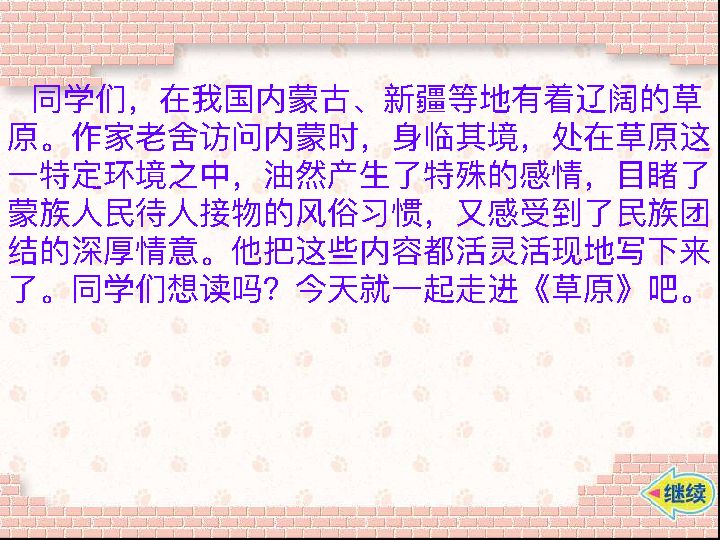 同学们，在我国内蒙古、新疆等地有着辽阔的草
原。作家老舍访问内蒙时，身临其境，处在草原这
一特定环境之中，油然产生了特殊的感情，目睹了
蒙族人民待人接物的风俗习惯，又感受到了民族团
结的深厚情意。他把这些内容都活灵活现地写下来
了。同学们想读吗？今天就一起走进《草原》吧。
继续